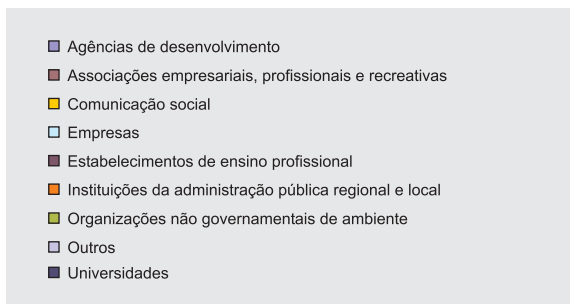 Agências de desenvolvimento
Associações empresariais, profissionais e recreativas
Comunicação social
Empresas
Estabelecimentos de ensino profissional
Instituições da administração pública regional e local
Organizações não governamentais de ambiente
Outros
Universidades